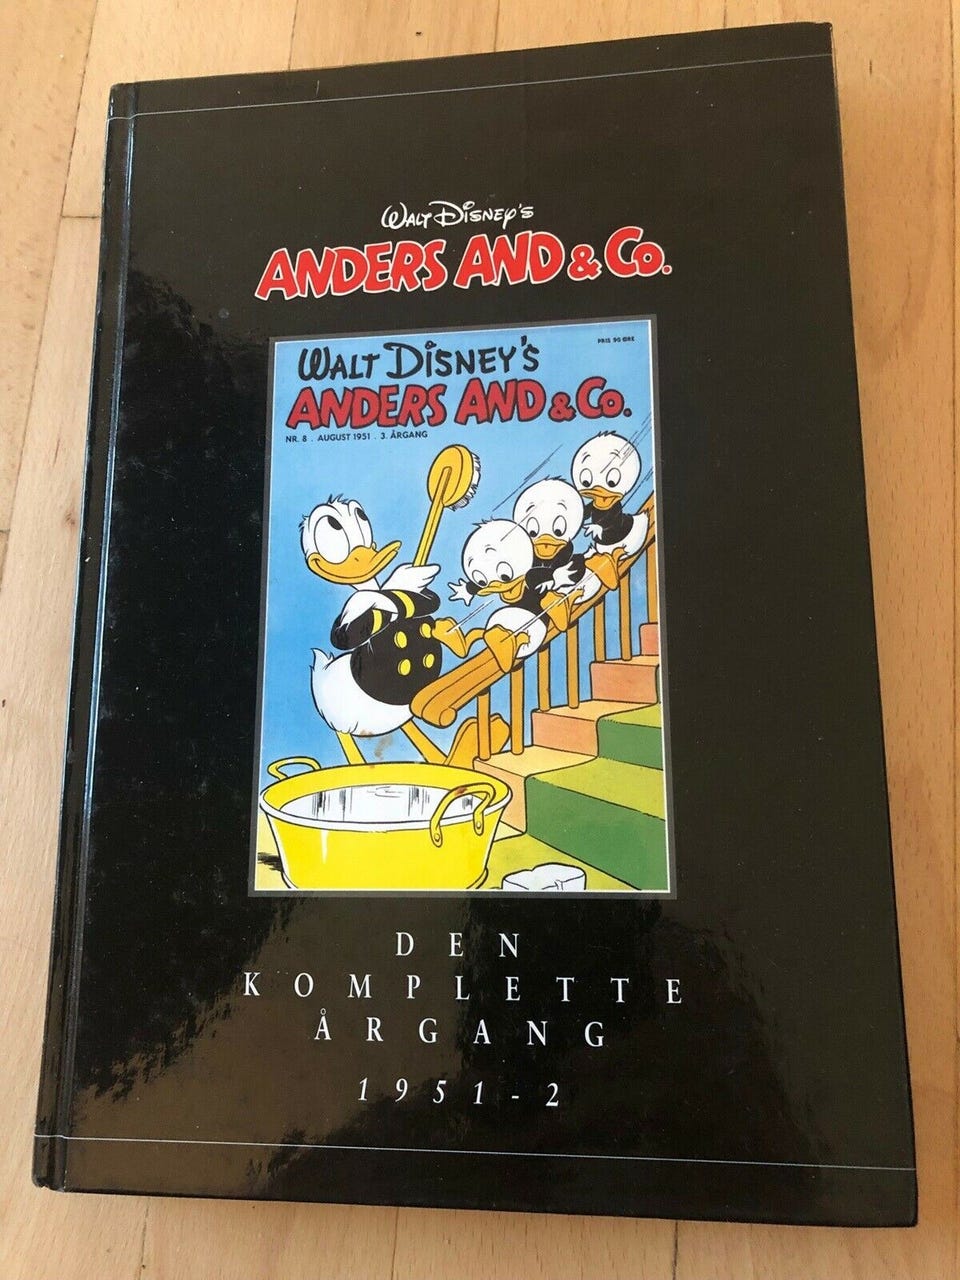 WALT DISNEY'S
ANDERS AND & Co.
PRIS 90 ØRE
WALT DISNEY'S
ANDERS AND & Co.
NR. 8 . AUGUST 1951 . 3. ÅRGANG
DEN
KOMPLETTE
ÅRGANG
1951-2